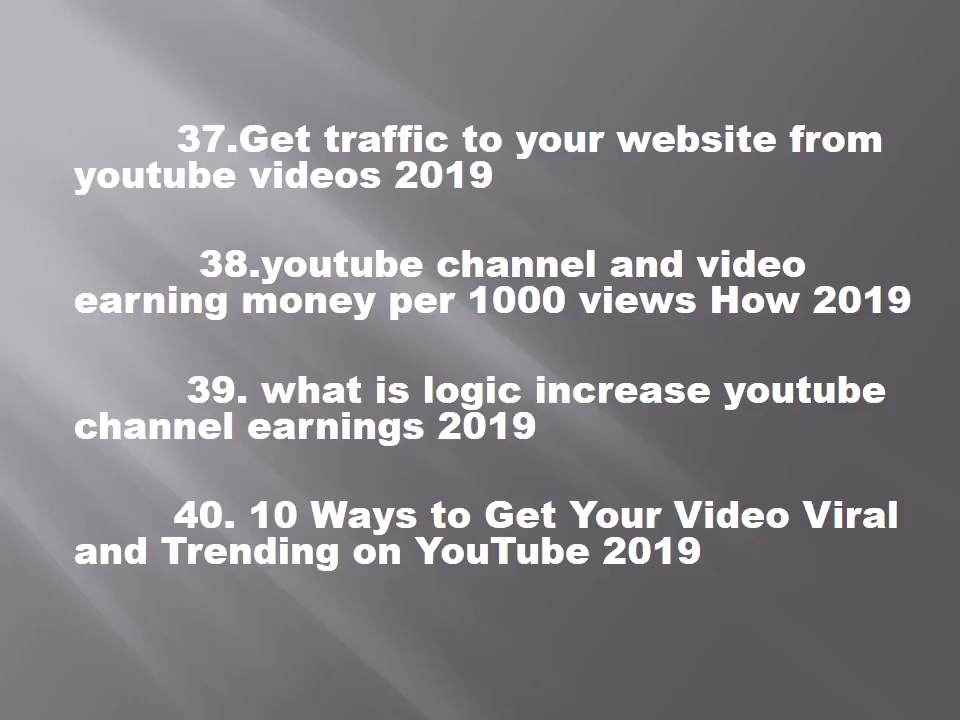 37.Get traffic to your website from
youtube videos 2019
38.youtube channel and video
earning money per 1000 views How 2019
39. what is logic increase youtube
channel earnings 2019
40. 10 Ways to Get Your Video Viral
and Trending on YouTube 2019